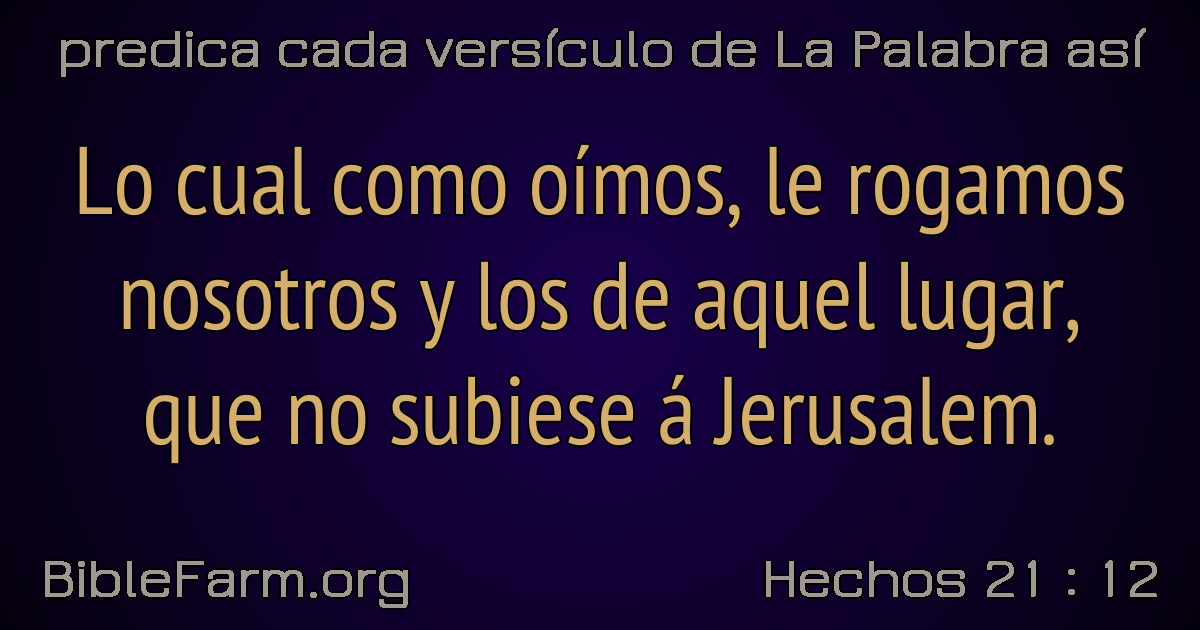 predica cada versículo de La Palabra así
Lo cual como oímos, le rogamos
nosotros y los de aquel lugar,
que no subiese á Jerusalem.
BibleFarm.org
Hechos 21 : 12